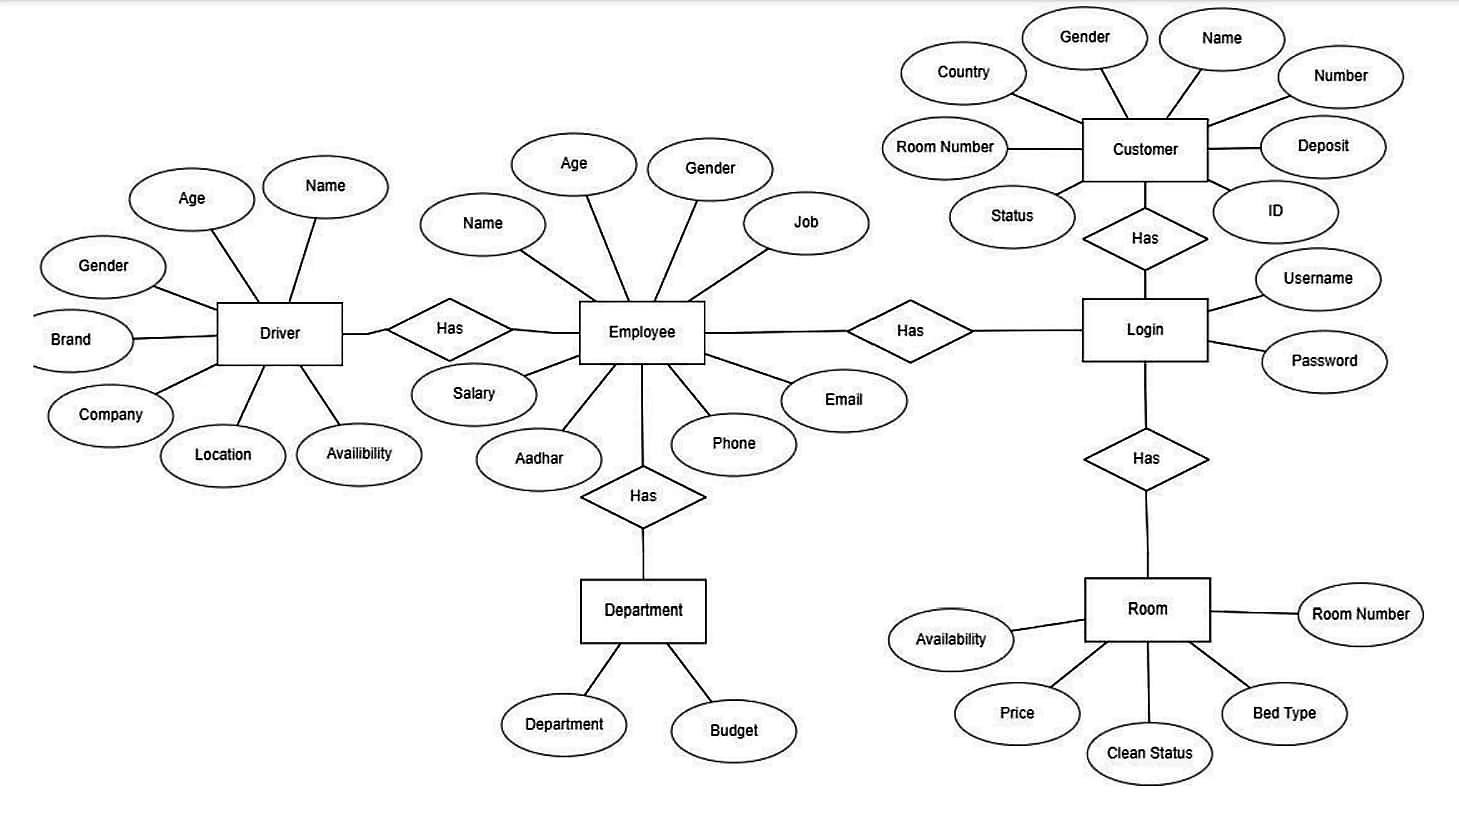 Gender
Name
Country
Number
Room Number
Customer
Deposit
Status
ID
Has
Age
Name
Gender
Brand
Company
Location
Availibility
Driver
Has
Name
Age
Gender
Job
Employee
Salary
Aadhar
Phone
Email
Has
Has
Login
Username
Password
Has
Department
Department
Budget
Room
Room Number
Availability
Price
Clean Status
Bed Type